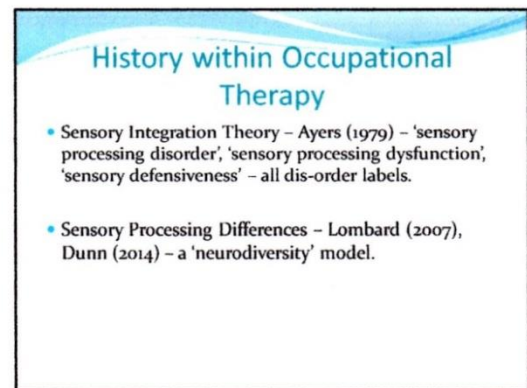 History within Occupational
Therapy
• Sensory Integration Theory – Ayers (1979) – ‘sensory
processing disorder’, ‘sensory processing dysfunction’,
‘sensory defensiveness’ – all dis-order labels.
• Sensory Processing Differences – Lombard (2007),
Dunn (2014) – a ‘neurodiversity’ model.